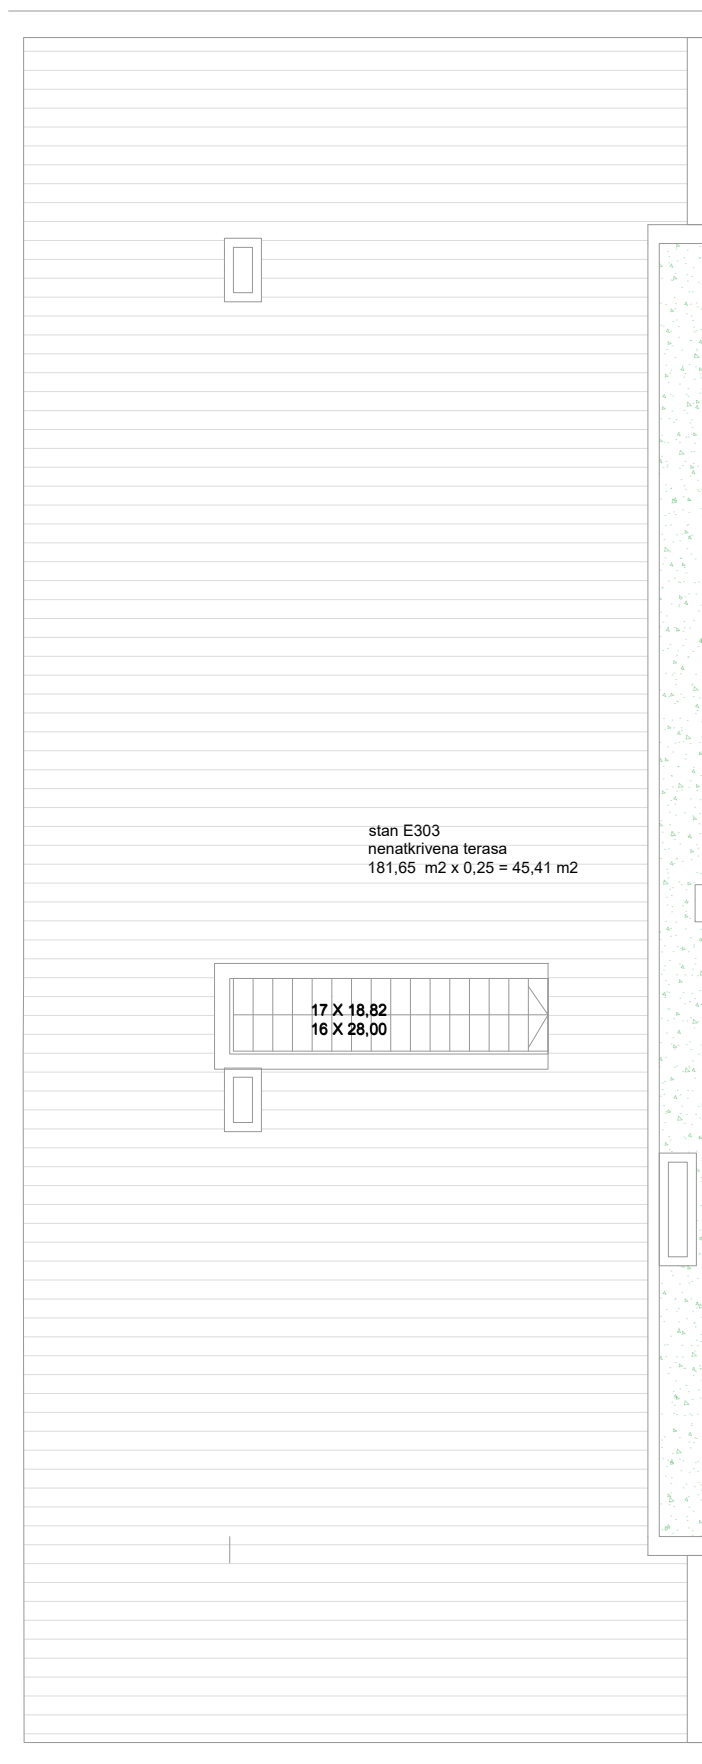 stan E303
nenatkrivena terasa
181,65  m2 x 0,25 = 45,41 m2
17 X 18,82
16 X 28,00